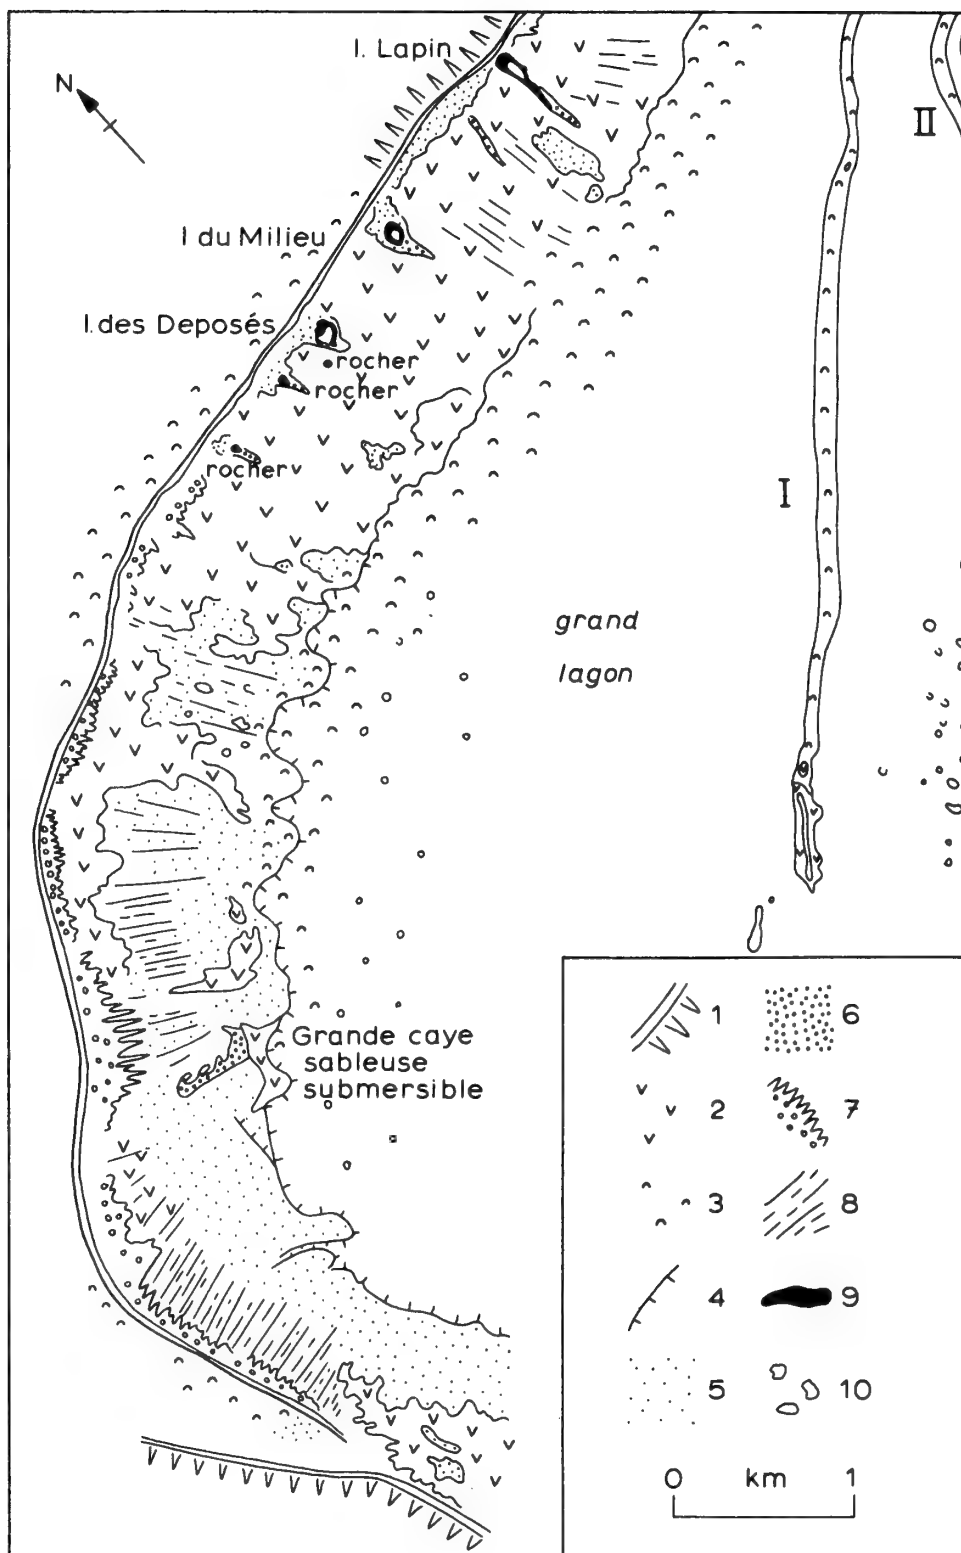 I. Lapin
N
II
I du Milieu
I. des Deposés
rocher
rocher
rocher
I
grand
lagon
Grande caye
sableuse
submersible
1 6
2 7
3 8
4 9
5 10
0 km 1